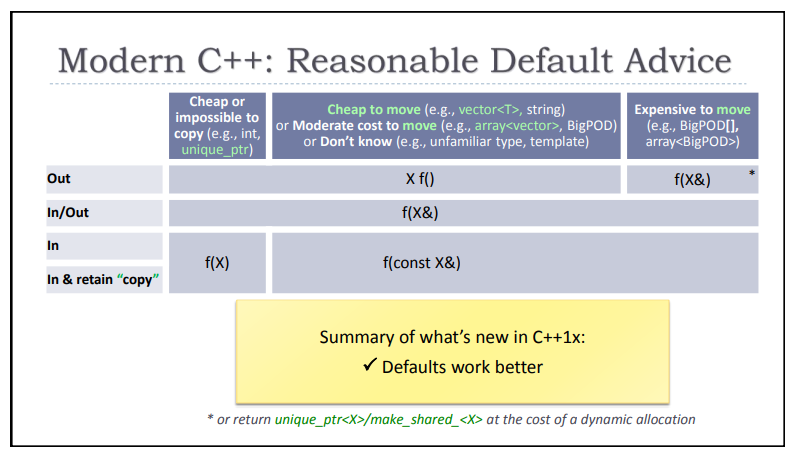 Modern C++: Reasonable Default Advice
Cheap or
impossible to
copy (e.g., int,
unique_ptr)
Cheap to move (e.g., vector<T>, string)
or Moderate cost to move (e.g., array<vector>, BigPOD)
or Don't know (e.g., unfamiliar type, template)
Expensive to move
(e.g., BigPOD[],
array<BigPOD>)
Out
X f()
f(X&) *
In/Out
f(X&)
In
f(X)
f(const X&)
In & retain “copy”
Summary of what's new in C++1x:
✓ Defaults work better
* or return unique_ptr<X>/make_shared_<X> at the cost of a dynamic allocation